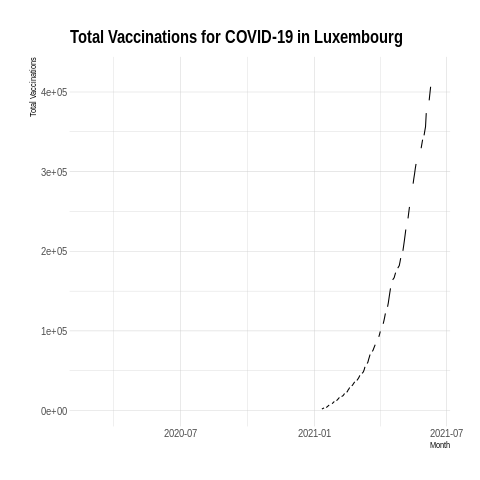 Total Vaccinations for COVID-19 in Luxembourg
Total Vaccinations
4e+05
3e+05
2e+05
1e+05
0e+00
2020-07
2021-01
2021-07
Month